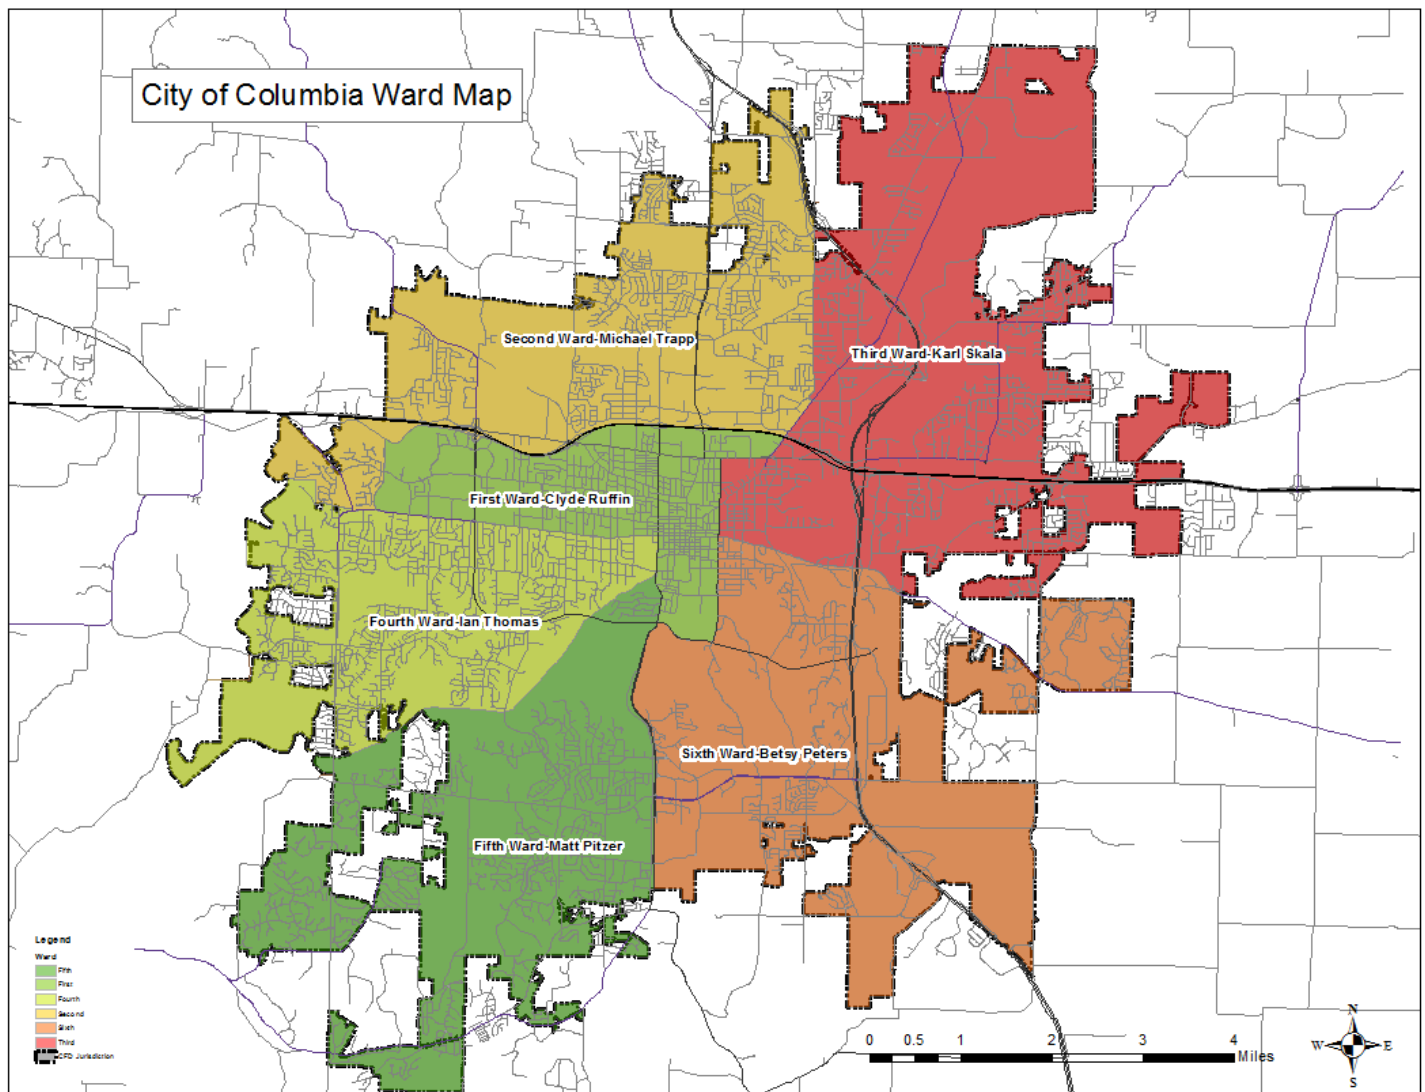 City of Columbia Ward Map
Second Ward-Michael Trapp
Third Ward-Karl Skala
First Ward-Clyde Ruffin
Fourth Ward-Ian Thomas
Sixth Ward-Betsy Peters
Fifth Ward-Matt Pitzer
Legend
Ward
Fifth
First
Fourth
Second
Sixth
Third
CFD Jurisdiction
0 0.5 1 2 3 4
Miles
N
W E
S